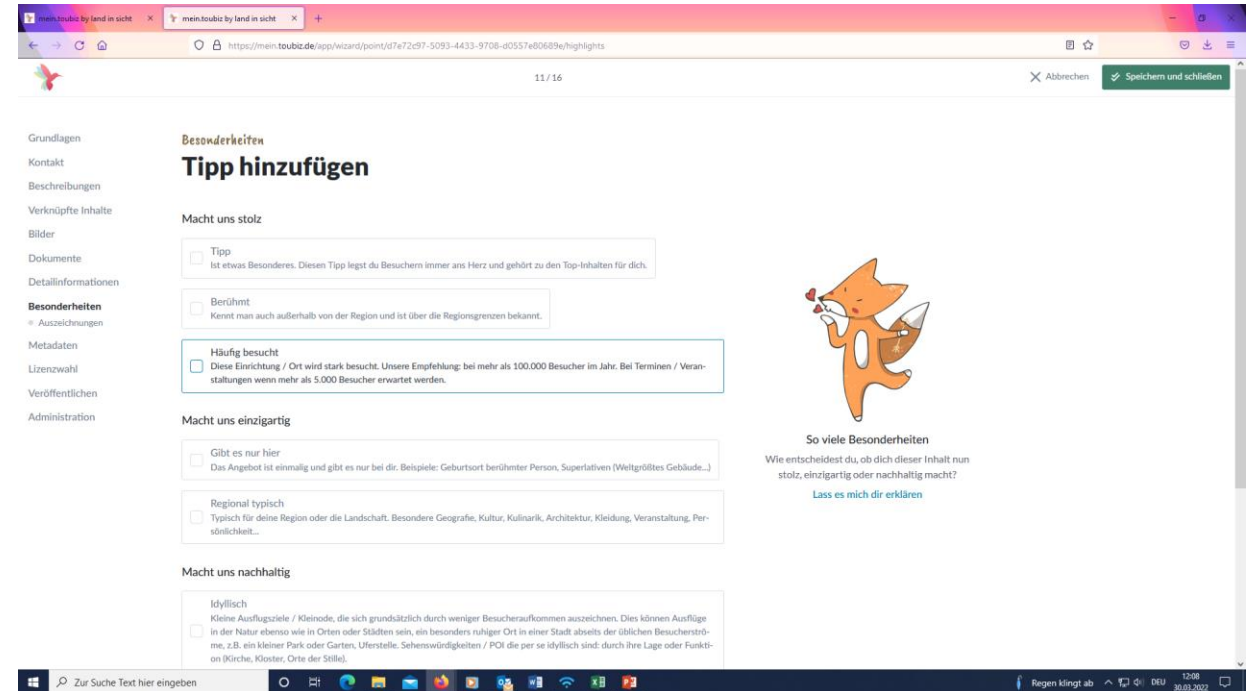 mein.toubiz by land in sicht
mein.toubiz by land in sicht
https://mein.toubiz.de/app/wizard/point/d7e72c97-5093-4433-9708-d0557e80689e/highlights
11 / 16
Abbrechen
Speichern und schließen
Grundlagen
Kontakt
Beschreibungen
Verknüpfte Inhalte
Bilder
Dokumente
Detailinformationen
Besonderheiten
Auszeichnungen
Metadaten
Lizenzwahl
Veröffentlichen
Administration
Besonderheiten
Tipp hinzufügen
Macht uns stolz
Tipp
Ist etwas Besonderes. Diesen Tipp legst du Besuchern immer ans Herz und gehört zu den Top-Inhalten für dich.
Berühmt
Kennt man auch außerhalb von der Region und ist über die Regionsgrenzen bekannt.
Häufig besucht
Diese Einrichtung / Ort wird stark besucht. Unsere Empfehlung: bei mehr als 100.000 Besucher im Jahr. Bei Terminen / Veran-
staltungen wenn mehr als 5.000 Besucher erwartet werden.
Macht uns einzigartig
Gibt es nur hier
Das Angebot ist einmalig und gibt es nur bei dir. Beispiele: Geburtsort berühmter Person, Superlativen (Weltgrößtes Gebäude...)
Regional typisch
Typisch für deine Region oder die Landschaft. Besondere Geografie, Kultur, Kulinarik, Architektur, Kleidung, Veranstaltung, Per-
sönlichkeit...
Macht uns nachhaltig
Idyllisch
Kleine Ausflugsziele / Kleinode, die sich grundsätzlich durch weniger Besucheraufkommen auszeichnen. Dies können Ausflüge
in der Natur ebenso wie in Orten oder Städten sein, ein besonders ruhiger Ort in einer Stadt abseits der üblichen Besucherströ-
me, z.B. ein kleiner Park oder Garten, Uferstelle. Sehenswürdigkeiten / POI die per se idyllisch sind: durch ihre Lage oder Funkti-
on (Kirche, Kloster, Orte der Stille).
So viele Besonderheiten
Wie entscheidest du, ob dich dieser Inhalt nun
stolz, einzigartig oder nachhaltig macht?
Lass es mich dir erklären
Zur Suche Text hier eingeben
Regen klingt ab
DEU
12:08
30.03.2022